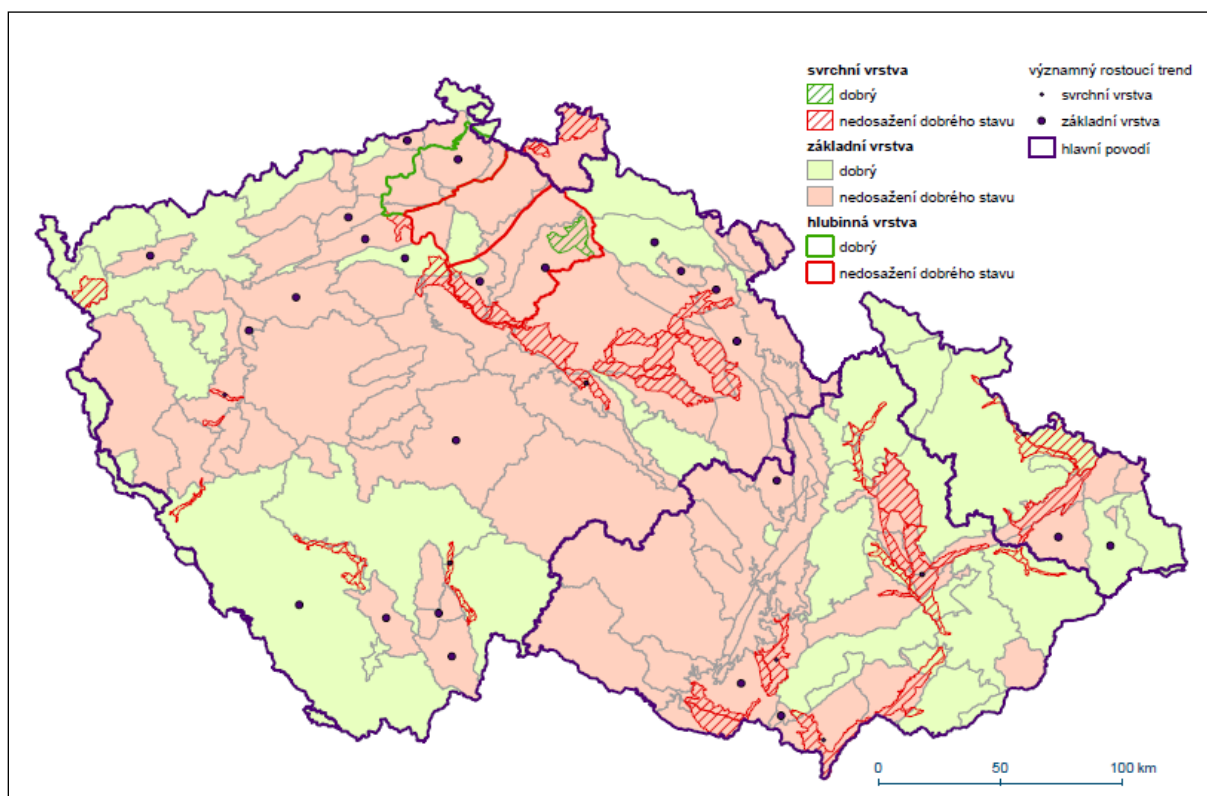 svrchní vrstva
dobrý
nedosažení dobrého stavu
základní vrstva
dobrý
nedosažení dobrého stavu
hlubinná vrstva
dobrý
nedosažení dobrého stavu
významný rostoucí trend
svrchní vrstva
základní vrstva
hlavní povodí
0 50 100 km